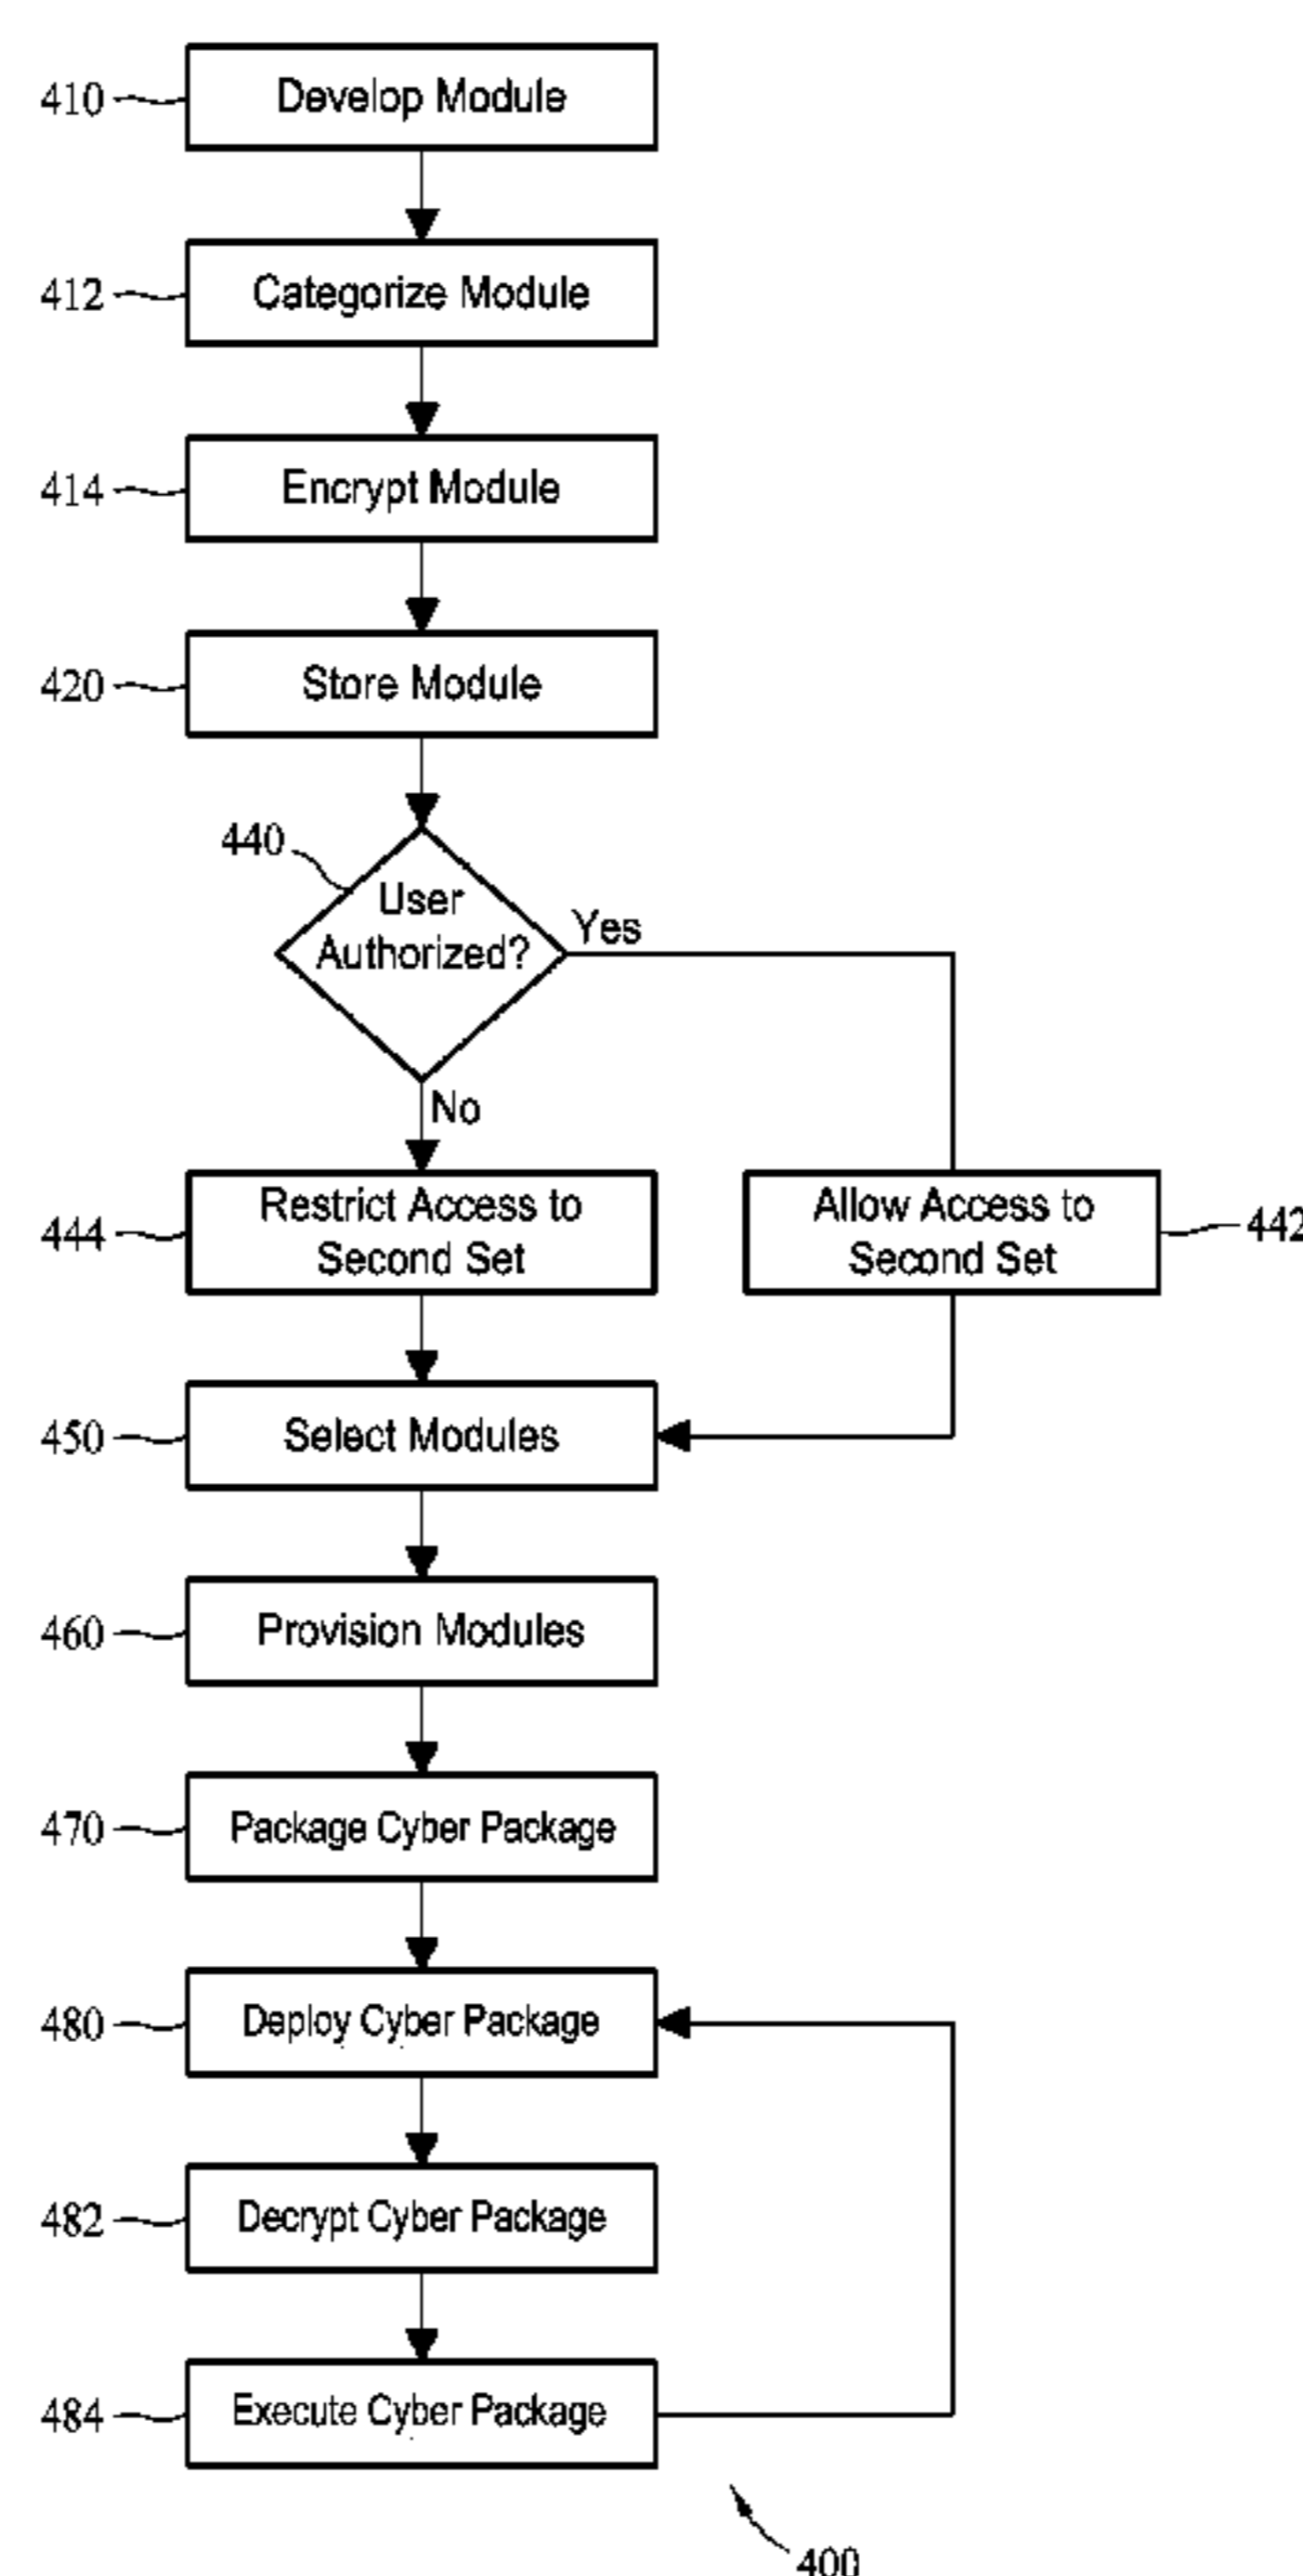 410 Develop Module
412 Categorize Module
414 Encrypt Module
420 Store Module
440
User
Authorized?
Yes
No
444
Restrict Access to
Second Set
Allow Access to
Second Set
442
450 Select Modules
460 Provision Modules
470 Package Cyber Package
480 Deploy Cyber Package
482 Decrypt Cyber Package
484 Execute Cyber Package
400